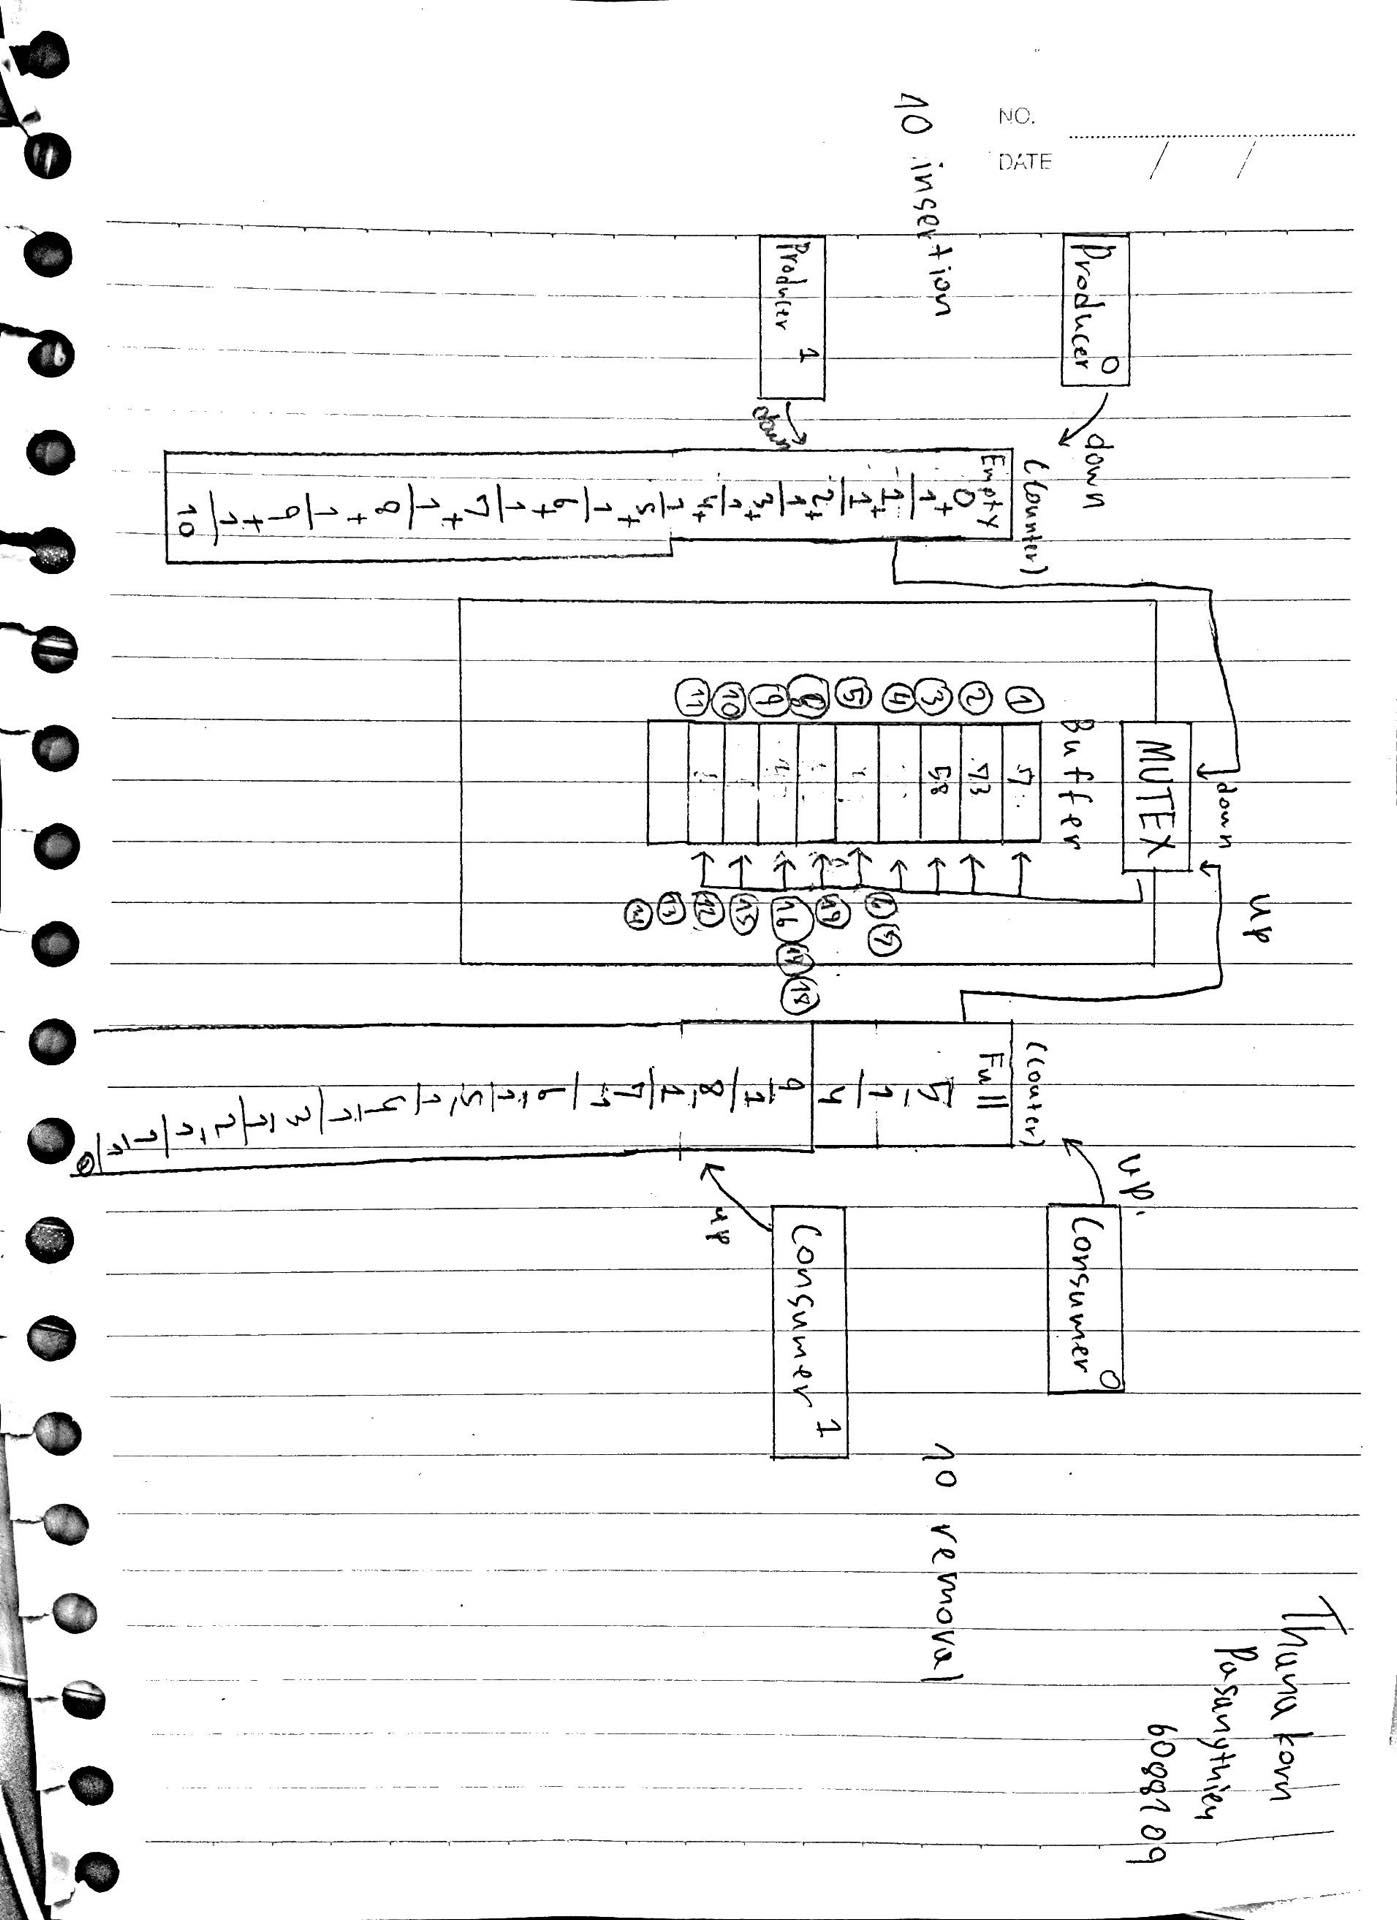 NO.
DATE / /
Thanakorn
Pasangthien
6088109
10 insertion
10 removal
Producer 0
down
Producer 1
down
(Counter)
Empty
0
1+
1
1+
1
2+
1
3+
1
4+
1
5+
1
6+
1
7+
1
8+
1
9+
1
10
down
up
MUTEX
Buffer
① 57
② 73
③ 58
④
⑤
⑧
⑨
⑩
⑪
⑥ ⑦
⑲
⑯ ⑰ ⑱
⑮
⑫
⑬
⑭
(Counter)
Full
5-
1
4
9-
1
8-
1
7-1
6-1
5-1
4-1
3-1
2-1
1-1
0
up
Consumer 0
up
Consumer 1